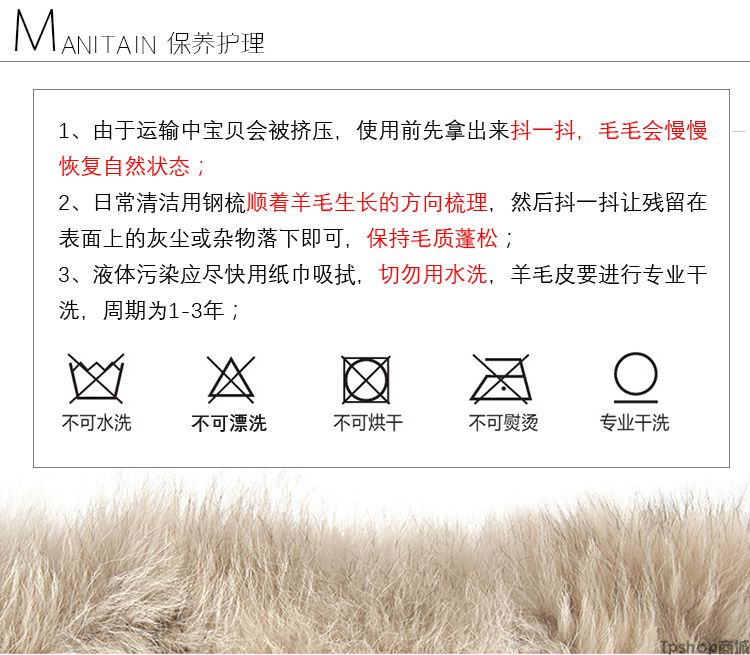 MANITAIN 保养护理
1、由于运输中宝贝会被挤压，使用前先拿出来抖一抖，毛毛会慢慢
恢复自然状态；
2、日常清洁用钢梳顺着羊毛生长的方向梳理，然后抖一抖让残留在
表面上的灰尘或杂物落下即可，保持毛质蓬松；
3、液体污染应尽快用纸巾吸拭，切勿用水洗，羊毛皮要进行专业干
洗，周期为1-3年；
不可水洗 不可漂洗 不可烘干 不可熨烫 专业干洗
Tpshop商城